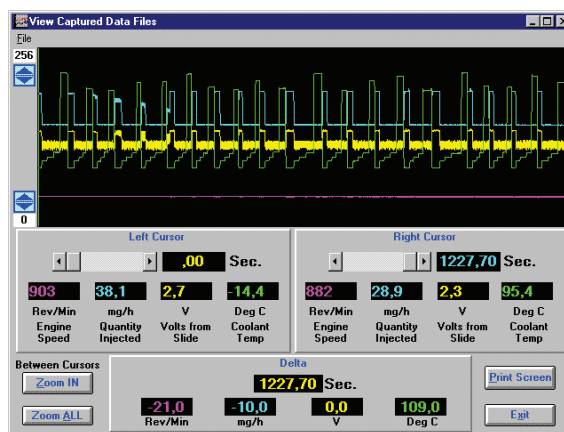 View Captured Data Files
File
256
0
Left Cursor
,00 Sec.
903 38,1 2,7 -14,4
Rev/Min mg/h V Deg C
Engine Quantity Volts from Coolant
Speed Injected Slide Temp
Right Cursor
1227,70 Sec.
882 28,9 2,3 95,4
Rev/Min mg/h V Deg C
Engine Quantity Volts from Coolant
Speed Injected Slide Temp
Between Cursors
Zoom IN
Zoom ALL
Delta
1227,70 Sec.
-21,0 -10,0 0,0 109,0
Rev/Min mg/h V Deg C
Print Screen
Exit